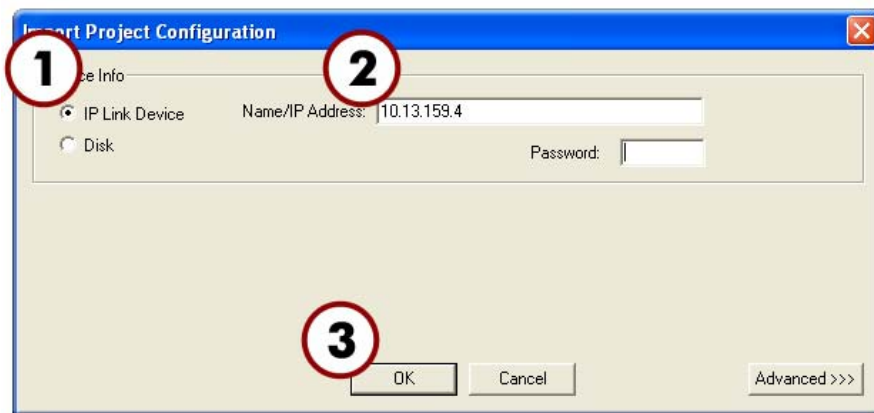 Import Project Configuration
1
2
ce Info
IP Link Device
Name/IP Address: 10.13.159.4
Disk
Password:
3
OK
Cancel
Advanced >>>